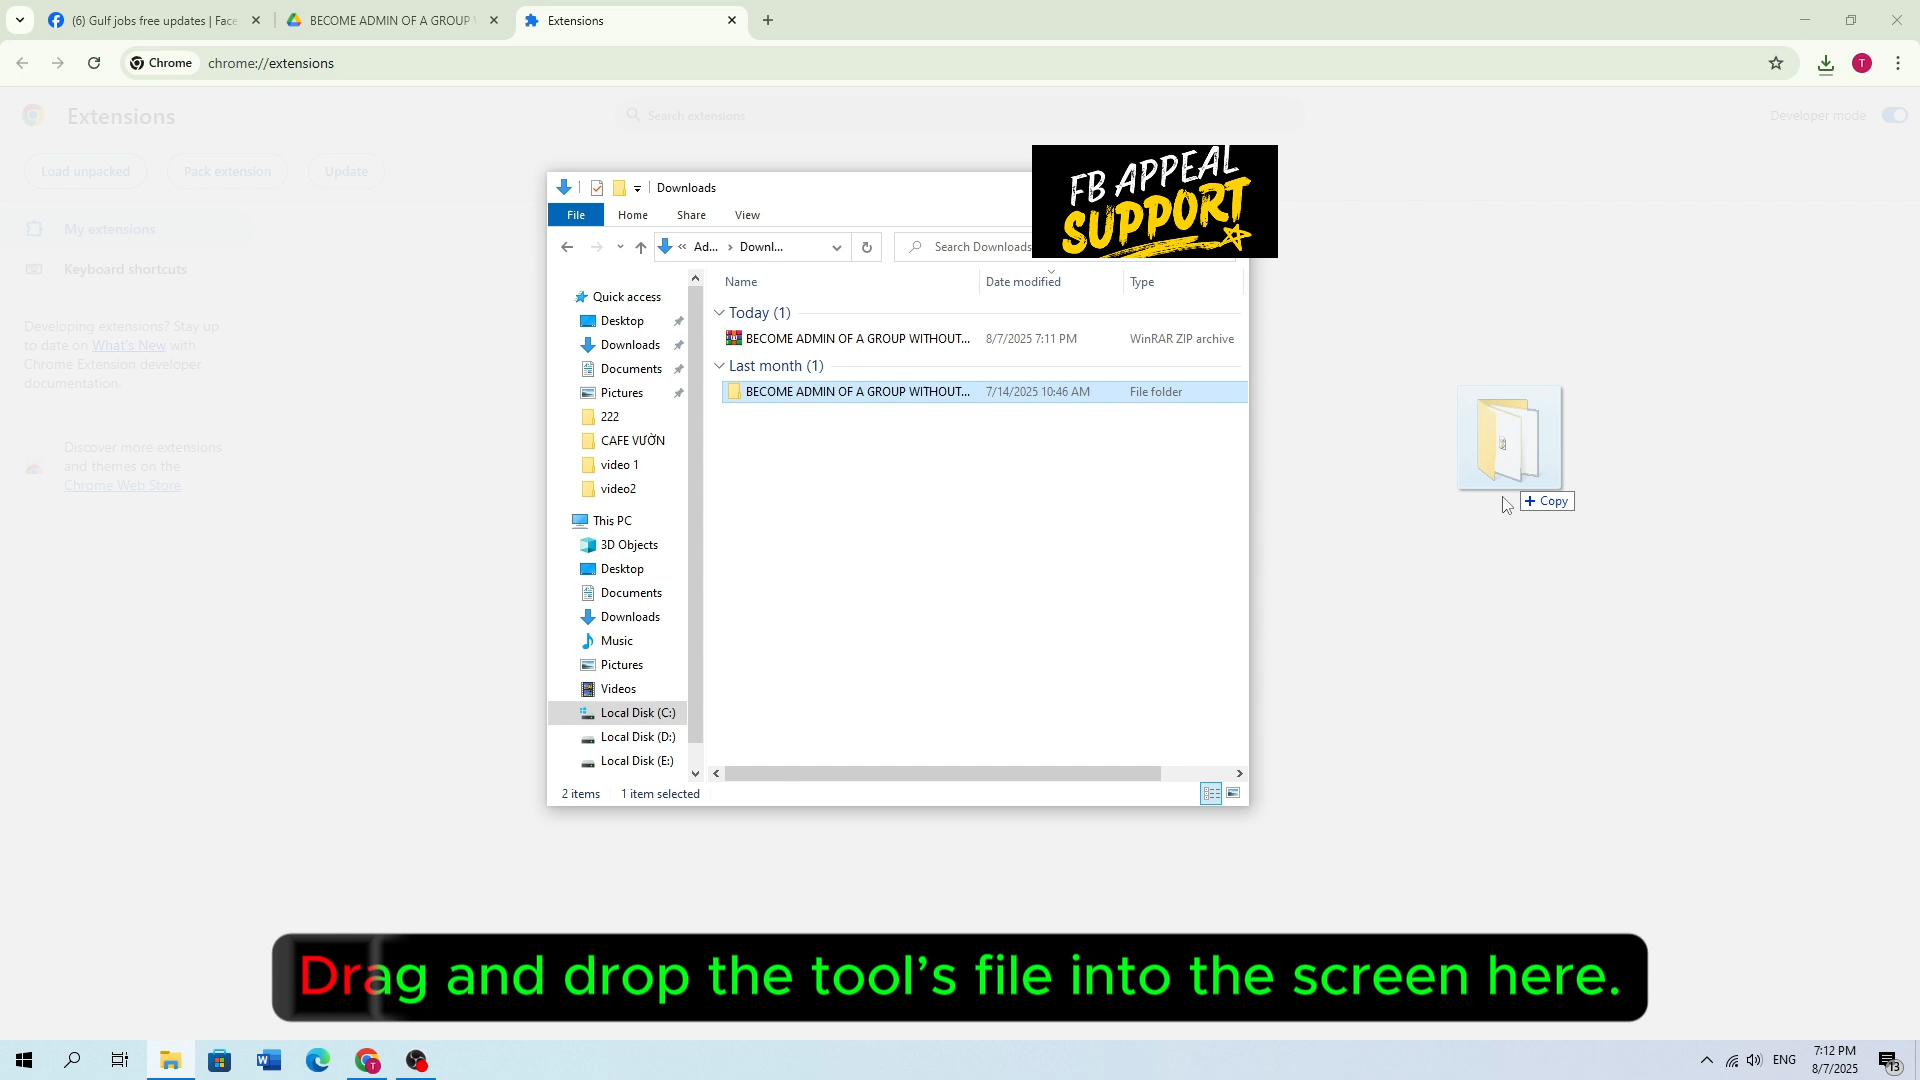 (6) Gulf jobs free updates | Face
BECOME ADMIN OF A GROUP
Extensions
Chrome
chrome://extensions
T
Extensions
Search extensions
Developer mode
Load unpacked
Pack extension
Update
My extensions
Keyboard shortcuts
Developing extensions? Stay up
to date on What's New with
Chrome Extension developer
documentation.
Discover more extensions
and themes on the
Chrome Web Store
Downloads
FB APPEAL
SUPPORT
File
Home
Share
View
Ad...
Downl...
Search Downloads
Name
Date modified
Type
Quick access
Desktop
Downloads
Documents
Pictures
222
CAFE VƯỜN
video 1
video2
This PC
3D Objects
Desktop
Documents
Downloads
Music
Pictures
Videos
Local Disk (C:)
Local Disk (D:)
Local Disk (E:)
Today (1)
BECOME ADMIN OF A GROUP WITHOUT...
8/7/2025 7:11 PM
WinRAR ZIP archive
Last month (1)
BECOME ADMIN OF A GROUP WITHOUT...
7/14/2025 10:46 AM
File folder
2 items
1 item selected
+ Copy
Drag and drop the tool’s file into the screen here.
ENG
7:12 PM
8/7/2025
13